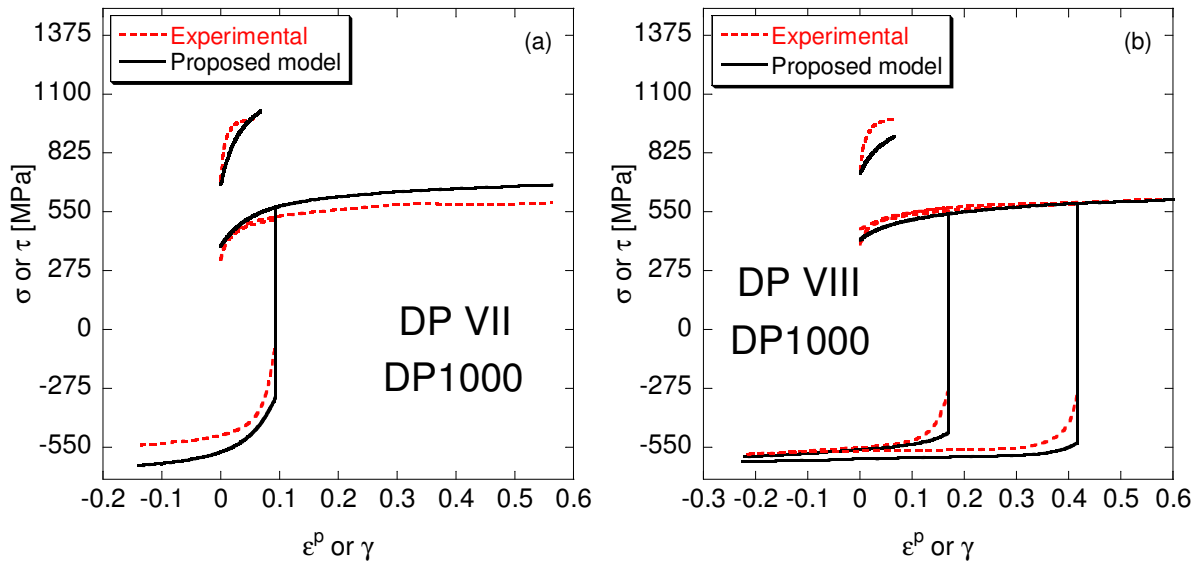 Experimental
Proposed model
(a)
1375
1100
825
550
275
0
-275
-550
σ or τ [MPa]
DP VII
DP1000
-0.2 -0.1 0 0.1 0.2 0.3 0.4 0.5 0.6
εᵖ or γ
Experimental
Proposed model
(b)
1375
1100
825
550
275
0
-275
-550
σ or τ [MPa]
DP VIII
DP1000
-0.3 -0.2 -0.1 0 0.1 0.2 0.3 0.4 0.5 0.6
εᵖ or γ